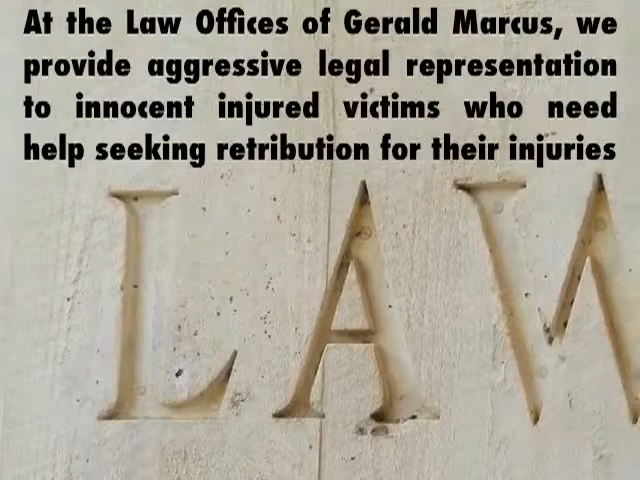 At the Law Offices of Gerald Marcus, we
provide aggressive legal representation
to innocent injured victims who need
help seeking retribution for their injuries
LAW